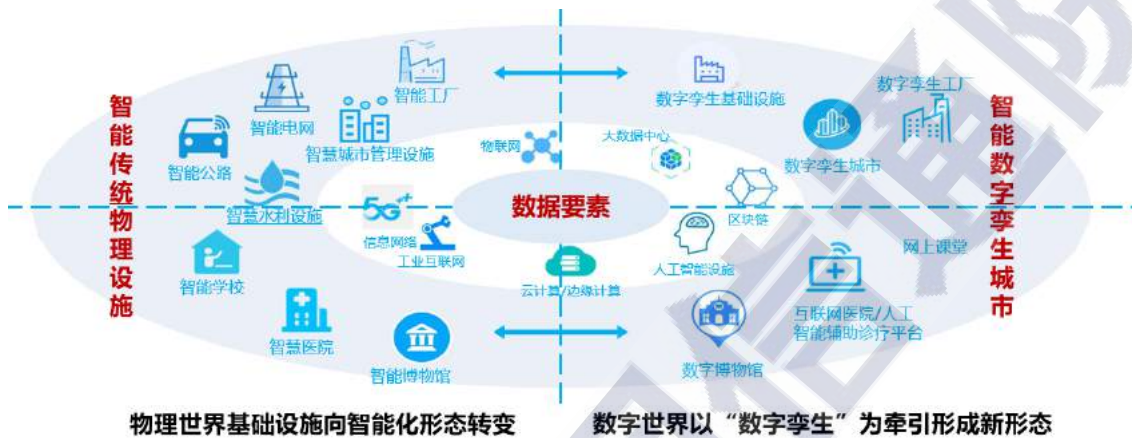 智能传统物理设施
智能工厂
智能电网
智慧城市管理设施
智能公路
智慧水利设施
智能学校
智慧医院
智能博物馆
物联网
大数据中心
数据要素
5G+
信息网络
工业互联网
云计算/边缘计算
人工智能设施
区块链
数字孪生基础设施
数字孪生工厂
数字孪生城市
网上课堂
互联网医院/人工
智能辅助诊疗平台
数字博物馆
智能数字孪生城市
物理世界基础设施向智能化形态转变
数字世界以“数字孪生”为牵引形成新形态